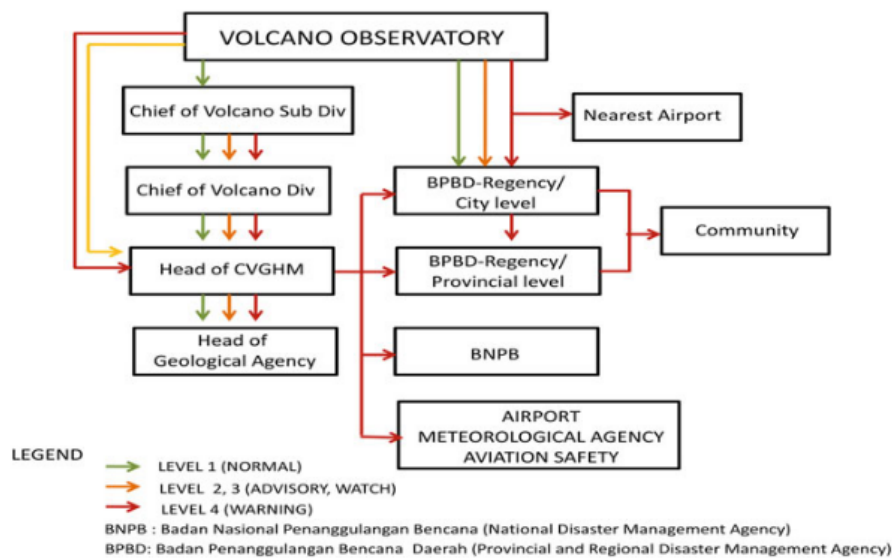 VOLCANO OBSERVATORY
Chief of Volcano Sub Div
Nearest Airport
Chief of Volcano Div
BPBD-Regency/
City level
Community
Head of CVGHM
BPBD-Regency/
Provincial level
Head of
Geological Agency
BNPB
AIRPORT
METEOROLOGICAL AGENCY
AVIATION SAFETY
LEGEND
LEVEL 1 (NORMAL)
LEVEL 2, 3 (ADVISORY, WATCH)
LEVEL 4 (WARNING)
BNPB : Badan Nasional Penanggulangan Bencana (National Disaster Management Agency)
BPBD: Badan Penanggulangan Bencana Daerah (Provincial and Regional Disaster Management Agency)